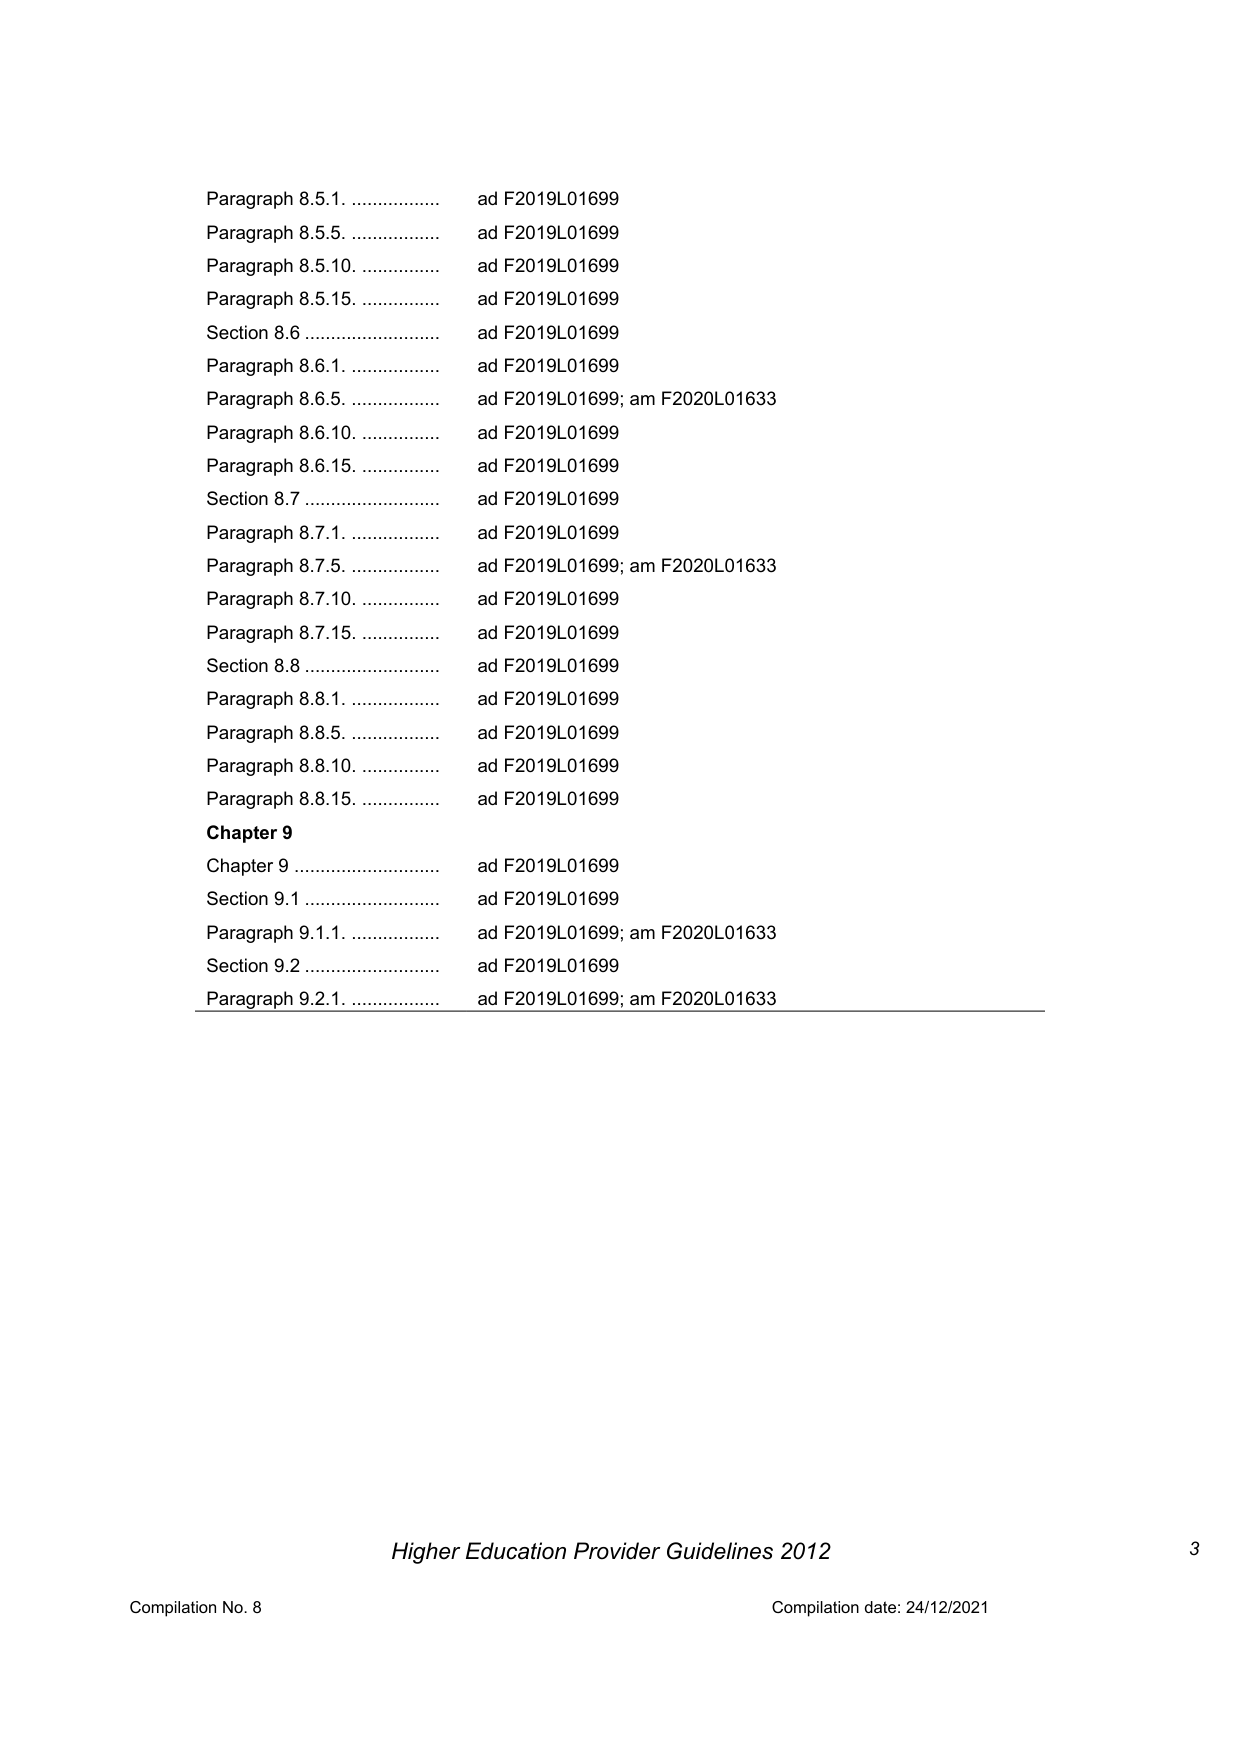 Paragraph 8.5.1. ................. ad F2019L01699
Paragraph 8.5.5. ................. ad F2019L01699
Paragraph 8.5.10. ............... ad F2019L01699
Paragraph 8.5.15. ............... ad F2019L01699
Section 8.6 .......................... ad F2019L01699
Paragraph 8.6.1. ................. ad F2019L01699
Paragraph 8.6.5. ................. ad F2019L01699; am F2020L01633
Paragraph 8.6.10. ............... ad F2019L01699
Paragraph 8.6.15. ............... ad F2019L01699
Section 8.7 .......................... ad F2019L01699
Paragraph 8.7.1. ................. ad F2019L01699
Paragraph 8.7.5. ................. ad F2019L01699; am F2020L01633
Paragraph 8.7.10. ............... ad F2019L01699
Paragraph 8.7.15. ............... ad F2019L01699
Section 8.8 .......................... ad F2019L01699
Paragraph 8.8.1. ................. ad F2019L01699
Paragraph 8.8.5. ................. ad F2019L01699
Paragraph 8.8.10. ............... ad F2019L01699
Paragraph 8.8.15. ............... ad F2019L01699
Chapter 9
Chapter 9 ............................ ad F2019L01699
Section 9.1 .......................... ad F2019L01699
Paragraph 9.1.1. ................. ad F2019L01699; am F2020L01633
Section 9.2 .......................... ad F2019L01699
Paragraph 9.2.1. ................. ad F2019L01699; am F2020L01633
Higher Education Provider Guidelines 2012 3
Compilation No. 8 Compilation date: 24/12/2021